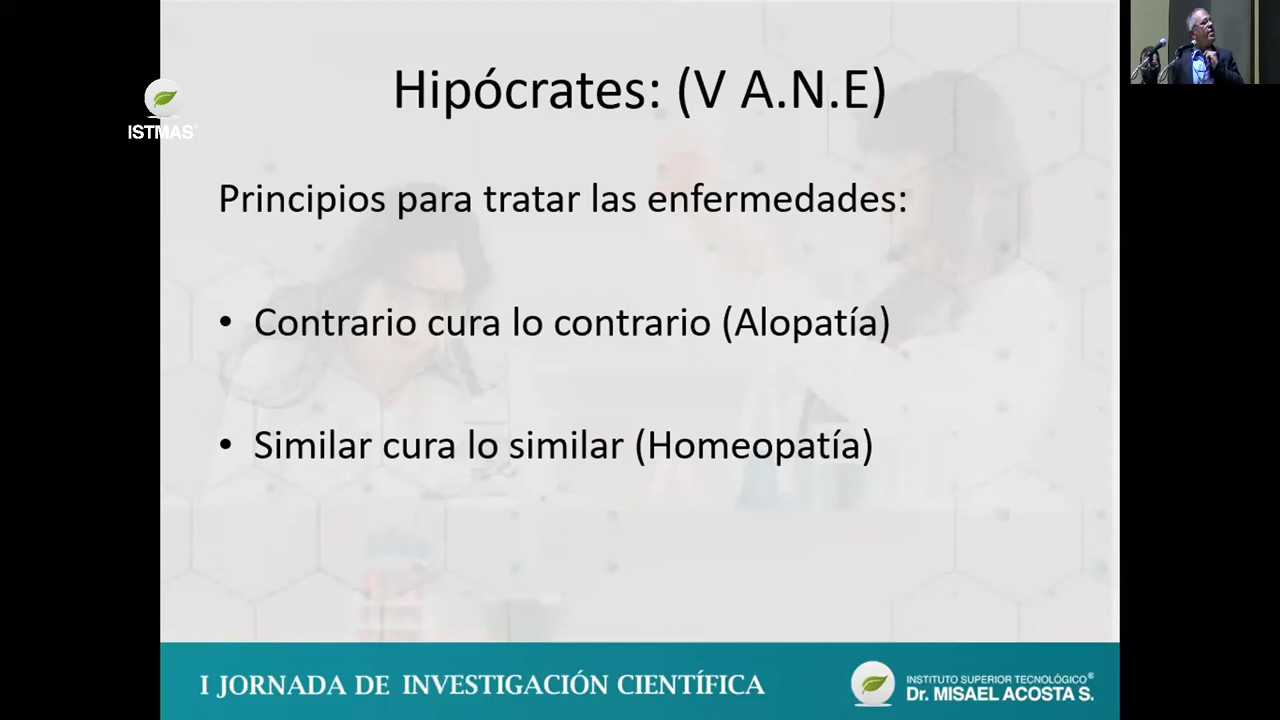 Hipócrates: (V A.N.E)
ISTMAS®
Principios para tratar las enfermedades:
• Contrario cura lo contrario (Alopatía)
• Similar cura lo similar (Homeopatía)
I JORNADA DE INVESTIGACIÓN CIENTÍFICA
INSTITUTO SUPERIOR TECNOLÓGICO®
Dr. MISAEL ACOSTA S.